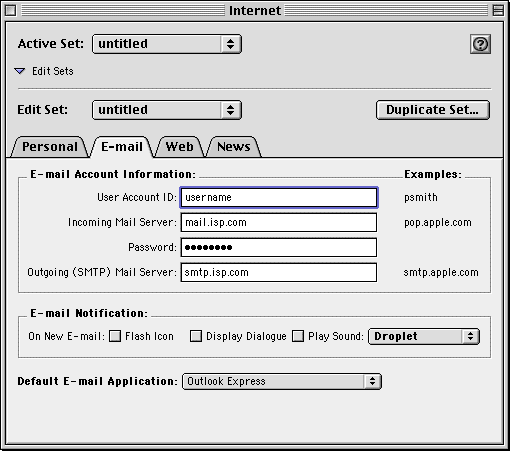 Internet
Active Set: untitled
?
Edit Sets
Edit Set: untitled Duplicate Set...
Personal E-mail Web News
E-mail Account Information: Examples:
User Account ID: username psmith
Incoming Mail Server: mail.isp.com pop.apple.com
Password: ●●●●●●●●
Outgoing (SMTP) Mail Server: smtp.isp.com smtp.apple.com
E-mail Notification:
On New E-mail: Flash Icon Display Dialogue Play Sound: Droplet
Default E-mail Application: Outlook Express